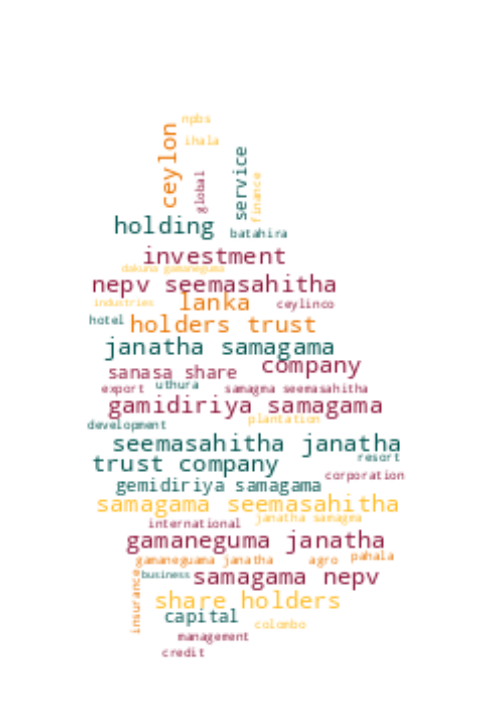 npbs
ceylon
ihala
service
global
finance
holding
batahira
investment
dakuna gamaneguma
nepv seemasahitha
industries
lanka
ceylinco
hotel
holders trust
janatha samagama
company
sanasa share
export
uthura
samagma seemasahitha
gamidiriya samagama
plantation
development
seemasahitha janatha
trust company
resort
corporation
gemidiriya samagama
samagama seemasahitha
international
janatha samagma
gamaneguma janatha
gamaneguama janatha
agro
pahala
business
samagama nepv
insurance
share holders
capital
colombo
management
credit